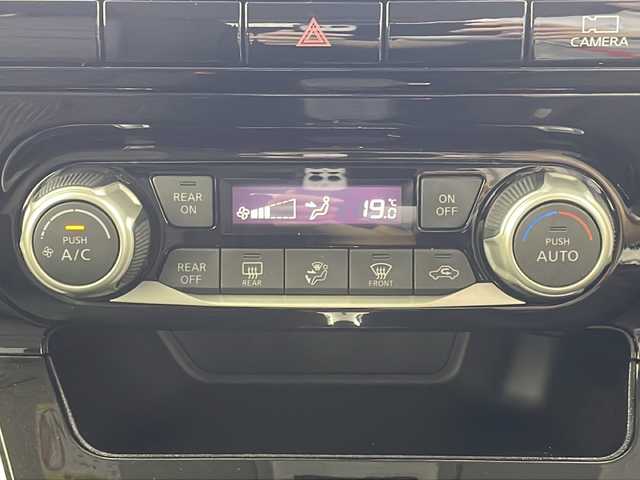 CAMERA
REAR
ON
19.0
°C
ON
OFF
PUSH
A/C
PUSH
AUTO
REAR
OFF
REAR
FRONT